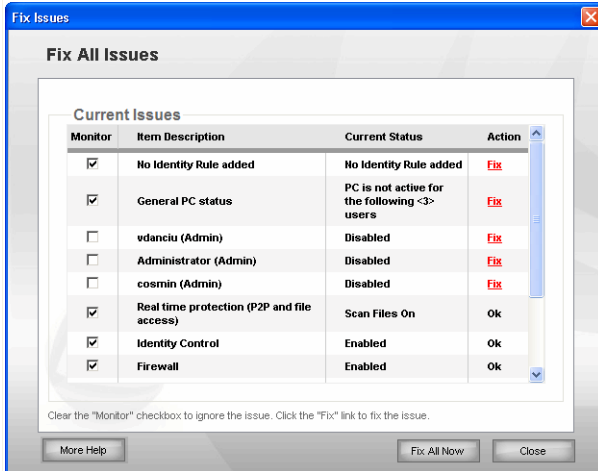 Fix Issues
Fix All Issues
Current Issues
Monitor Item Description Current Status Action
No Identity Rule added No Identity Rule added Fix
General PC status PC is not active for the following <3> users Fix
vdanciu (Admin) Disabled Fix
Administrator (Admin) Disabled Fix
cosmin (Admin) Disabled Fix
Real time protection (P2P and file access) Scan Files On Ok
Identity Control Enabled Ok
Firewall Enabled Ok
Clear the "Monitor" checkbox to ignore the issue. Click the "Fix" link to fix the issue.
More Help Fix All Now Close